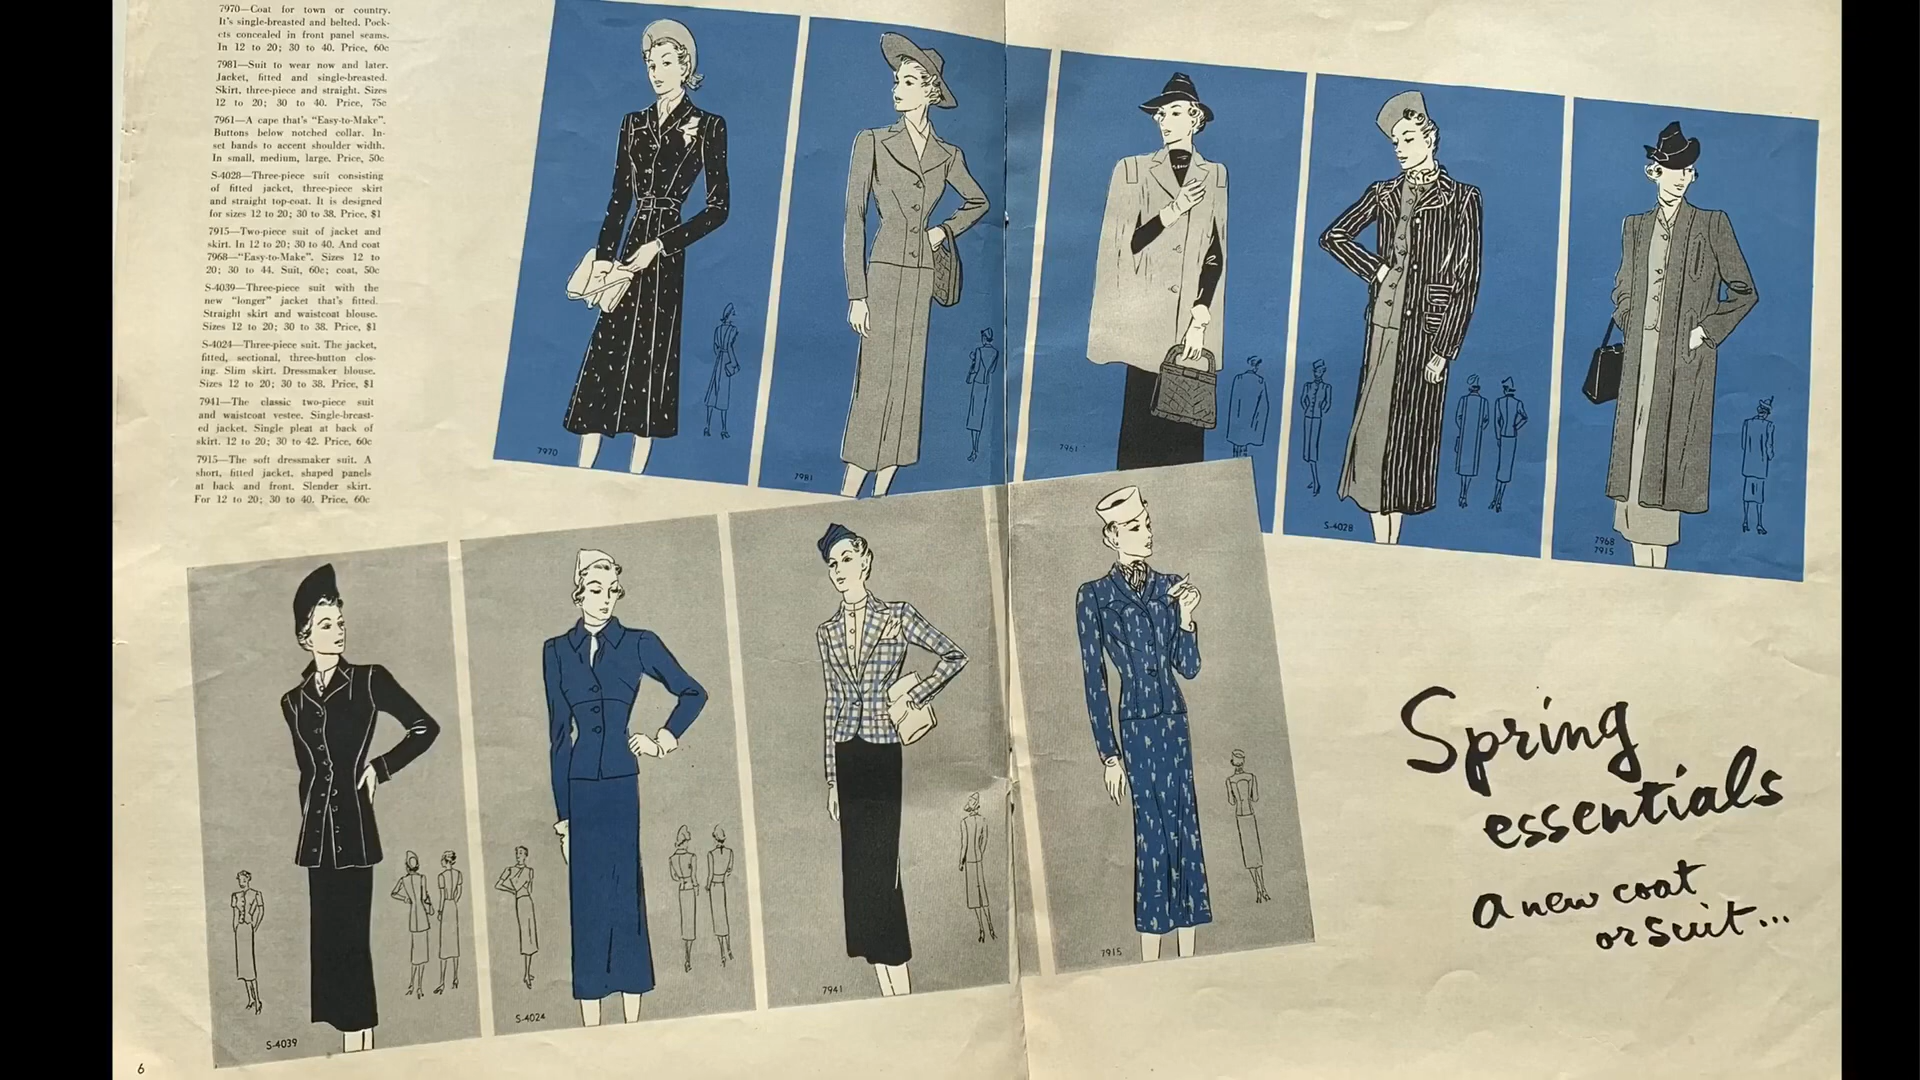 7970—Coat for town or country.
It's single-breasted and belted. Pock-
ets concealed in front panel seams.
In 12 to 20; 30 to 40. Price, 60c
7981—Suit to wear now and later.
Jacket, fitted and single-breasted.
Skirt, three-piece and straight. Sizes
12 to 20; 30 to 40. Price, 75c
7961—A cape that's "Easy-to-Make".
Buttons below notched collar. In-
set bands to accent shoulder width.
In small, medium, large. Price, 50c
S-4028—Three-piece suit consisting
of fitted jacket, three-piece skirt
and straight top-coat. It is designed
for sizes 12 to 20; 30 to 38. Price, $1
7915—Two-piece suit of jacket and
skirt. In 12 to 20; 30 to 40. And coat
7968—"Easy-to-Make". Sizes 12 to
20; 30 to 44. Suit, 60c; coat, 50c
S-4039—Three-piece suit with the
new "longer" jacket that's fitted.
Straight skirt and waistcoat blouse.
Sizes 12 to 20; 30 to 38. Price, $1
S-4024—Three-piece suit. The jacket,
fitted, sectional, three-button clos-
ing. Slim skirt. Dressmaker blouse.
Sizes 12 to 20; 30 to 38. Price, $1
7941—The classic two-piece suit
and waistcoat vestee. Single-breast-
ed jacket. Single pleat at back of
skirt. 12 to 20; 30 to 42. Price, 60c
7915—The soft dressmaker suit. A
short, fitted jacket, shaped panels
at back and front. Slender skirt.
For 12 to 20; 30 to 40. Price, 60c
7970
7981
7961
S-4028
7968
7915
S-4039
S-4024
7941
7915
Spring
essentials
a new coat
or suit...
6